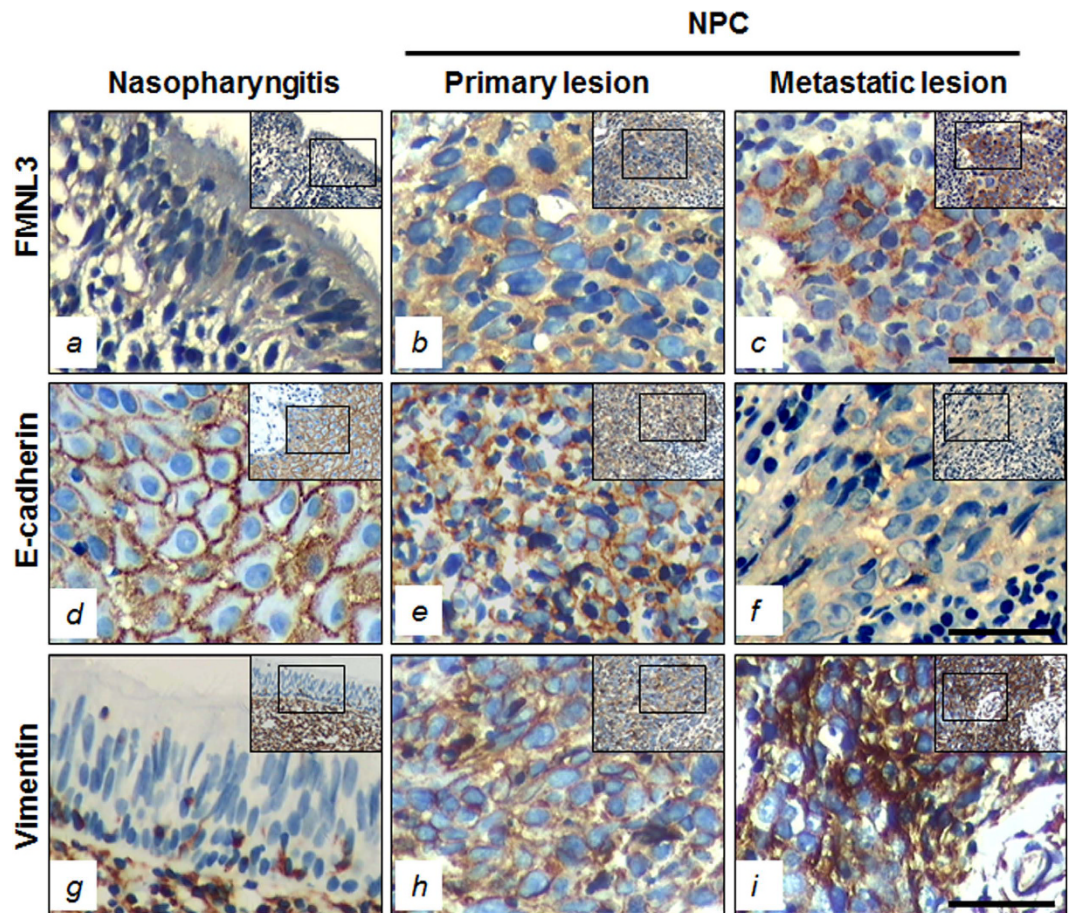 NPC
Nasopharyngitis Primary lesion Metastatic lesion
FMNL3
a b c
E-cadherin
d e f
Vimentin
g h i